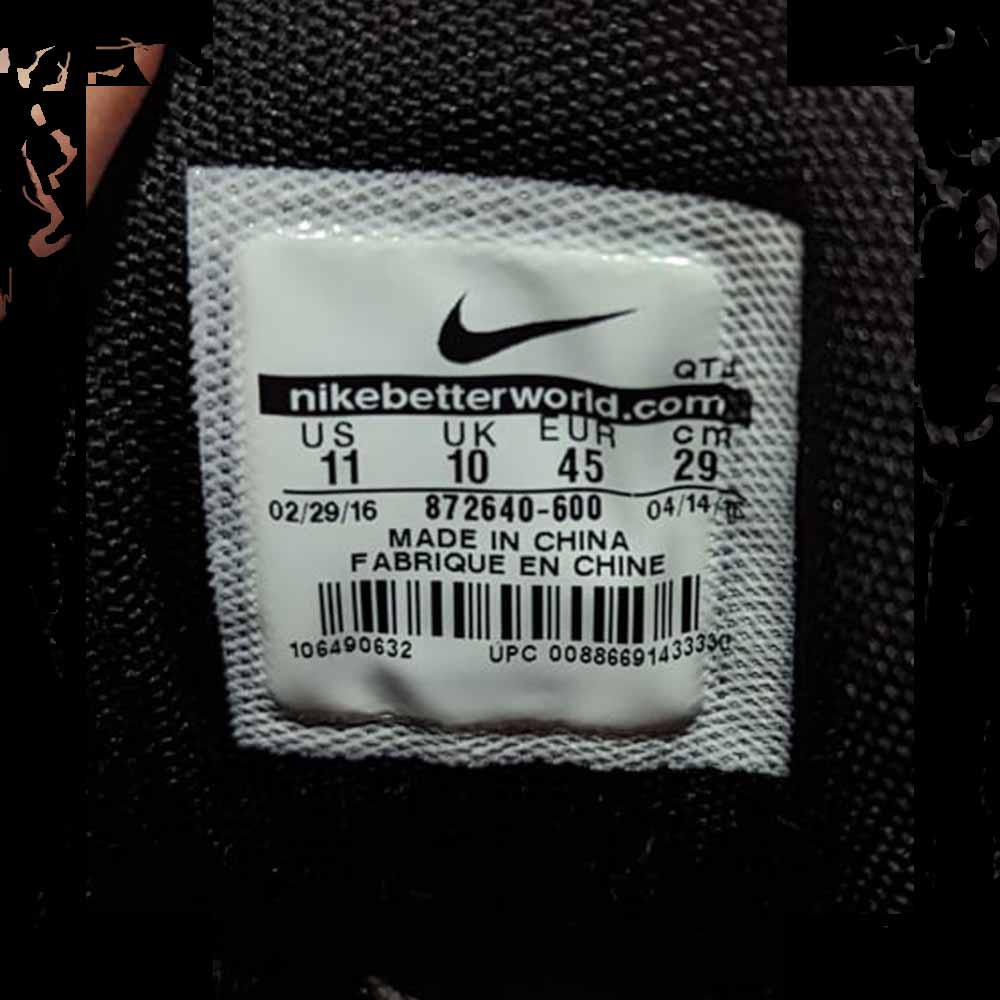 nikebetterworld.com
US UK EUR cm
11 10 45 29
02/29/16 872640-600
MADE IN CHINA
FABRIQUE EN CHINE
106490632 UPC